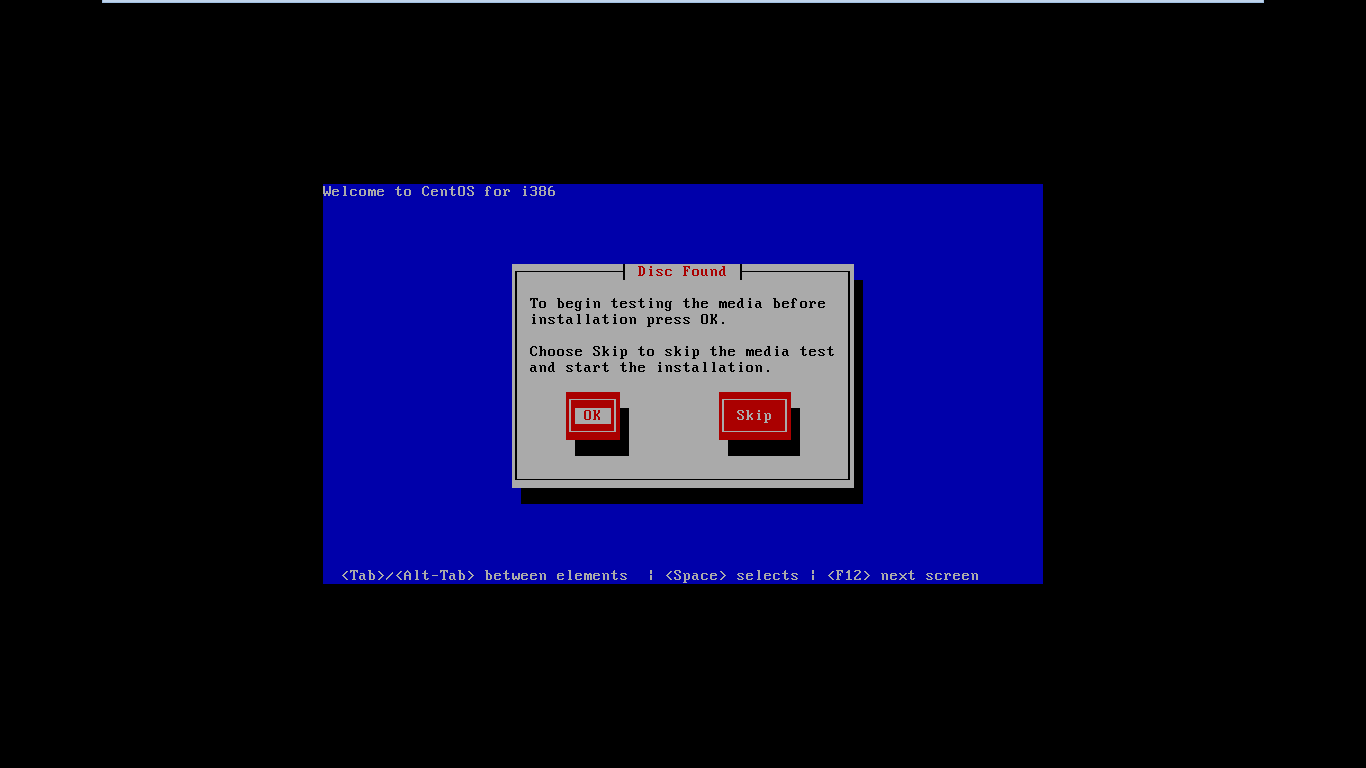 Welcome to CentOS for i386
Disc Found
To begin testing the media before
installation press OK.
Choose Skip to skip the media test
and start the installation.
OK Skip
<Tab>/<Alt-Tab> between elements | <Space> selects | <F12> next screen